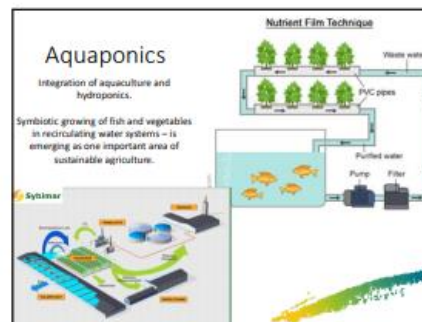 Aquaponics
Integration of aquaculture and
hydroponics.
Symbiotic growing of fish and vegetables
in recirculating water systems – is
emerging as one important area of
sustainable agriculture.
Nutrient Film Technique
Waste water
PVC pipes
Purified water
Pump
Filter
Sybimar